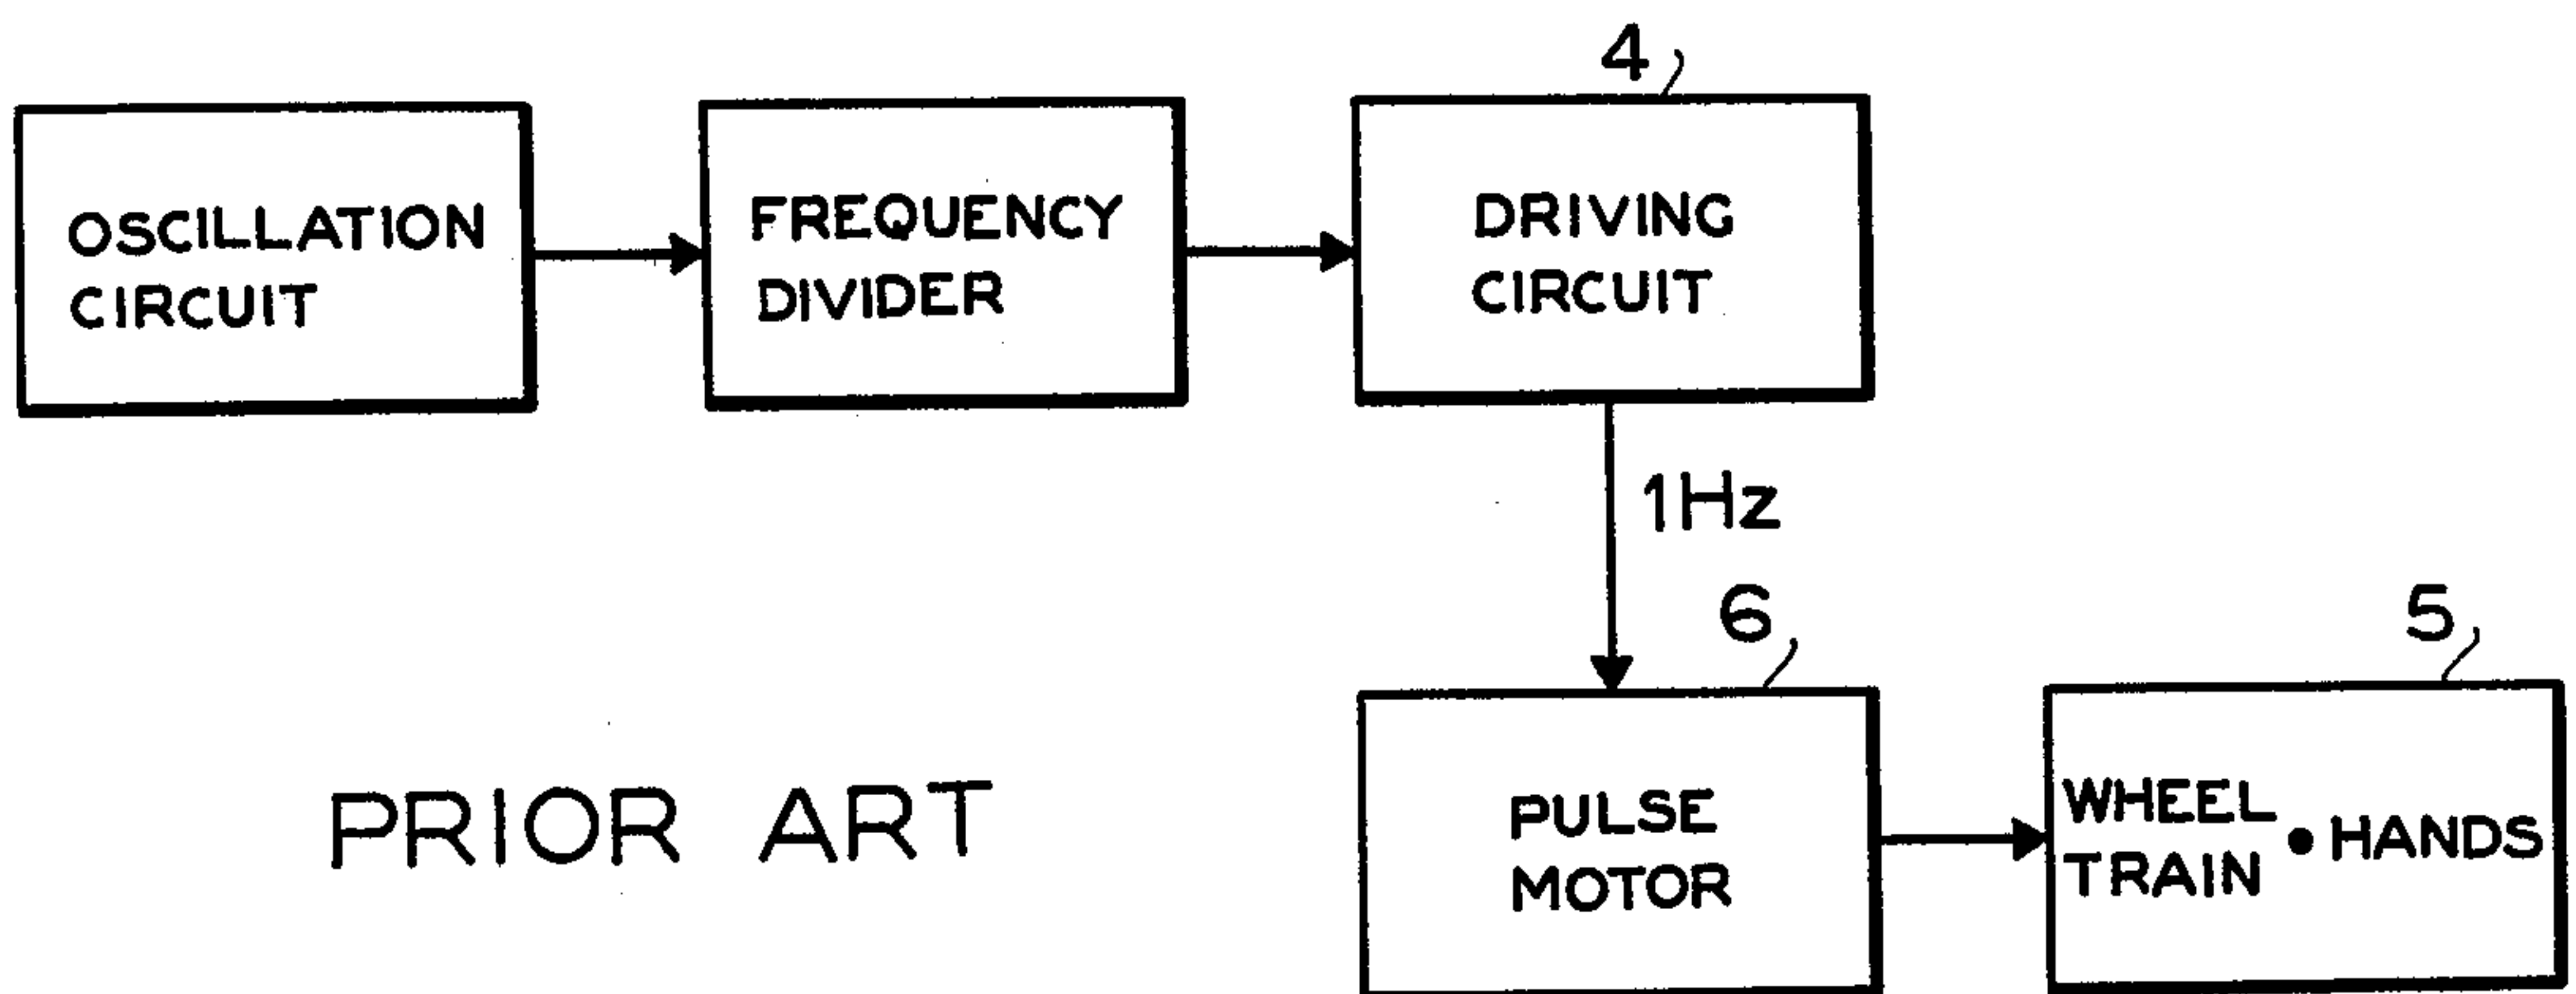 4
OSCILLATION
CIRCUIT
FREQUENCY
DIVIDER
DRIVING
CIRCUIT
1Hz
6
5
PULSE
MOTOR
WHEEL
TRAIN • HANDS
PRIOR ART